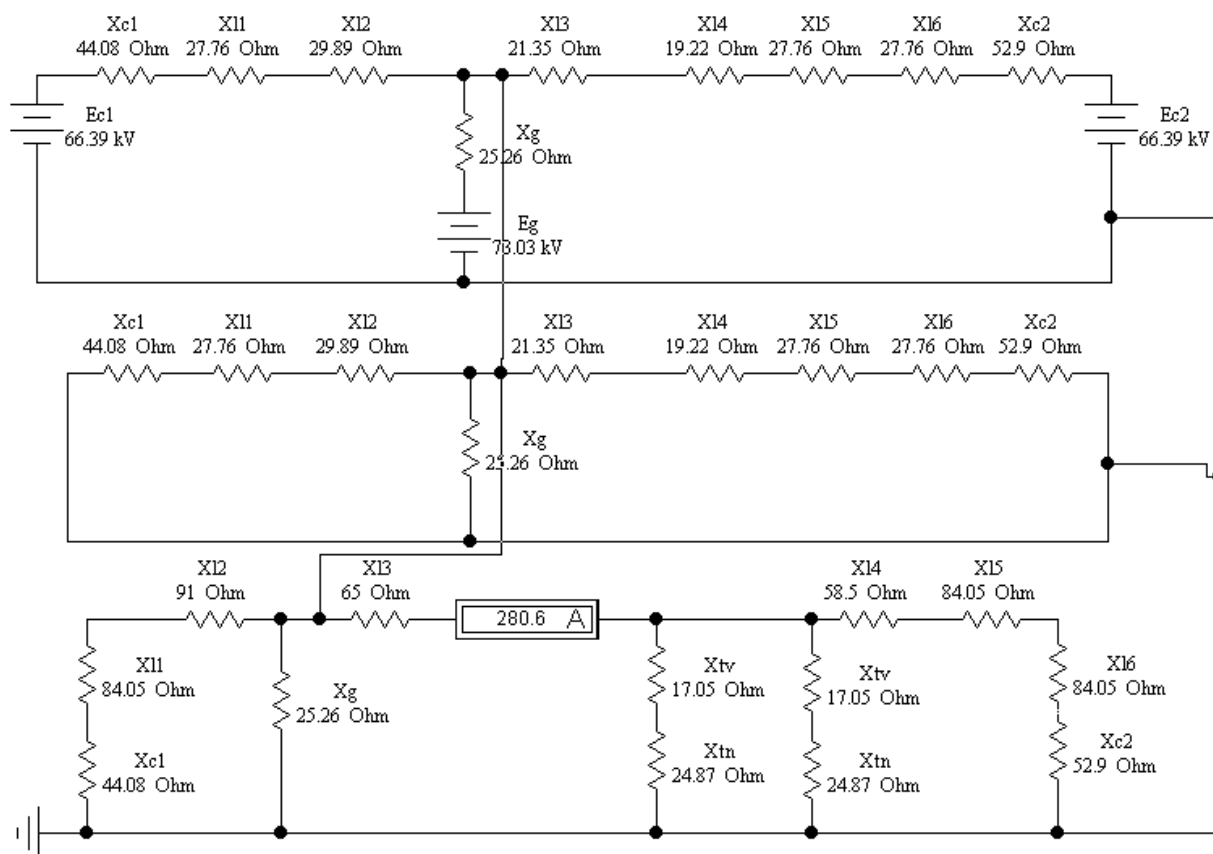 Xc1
44.08 Ohm
Xl1
27.76 Ohm
Xl2
29.89 Ohm
Xl3
21.35 Ohm
Xl4
19.22 Ohm
Xl5
27.76 Ohm
Xl6
27.76 Ohm
Xc2
52.9 Ohm
Ec1
66.39 kV
Xg
25.26 Ohm
Eg
73.03 kV
Ec2
66.39 kV
Xc1
44.08 Ohm
Xl1
27.76 Ohm
Xl2
29.89 Ohm
Xl3
21.35 Ohm
Xl4
19.22 Ohm
Xl5
27.76 Ohm
Xl6
27.76 Ohm
Xc2
52.9 Ohm
Xg
25.26 Ohm
Xl2
91 Ohm
Xl3
65 Ohm
280.6 A
Xl4
58.5 Ohm
Xl5
84.05 Ohm
Xl1
84.05 Ohm
Xg
25.26 Ohm
Xtv
17.05 Ohm
Xtv
17.05 Ohm
Xl6
84.05 Ohm
Xc1
44.08 Ohm
Xtn
24.87 Ohm
Xtn
24.87 Ohm
Xc2
52.9 Ohm